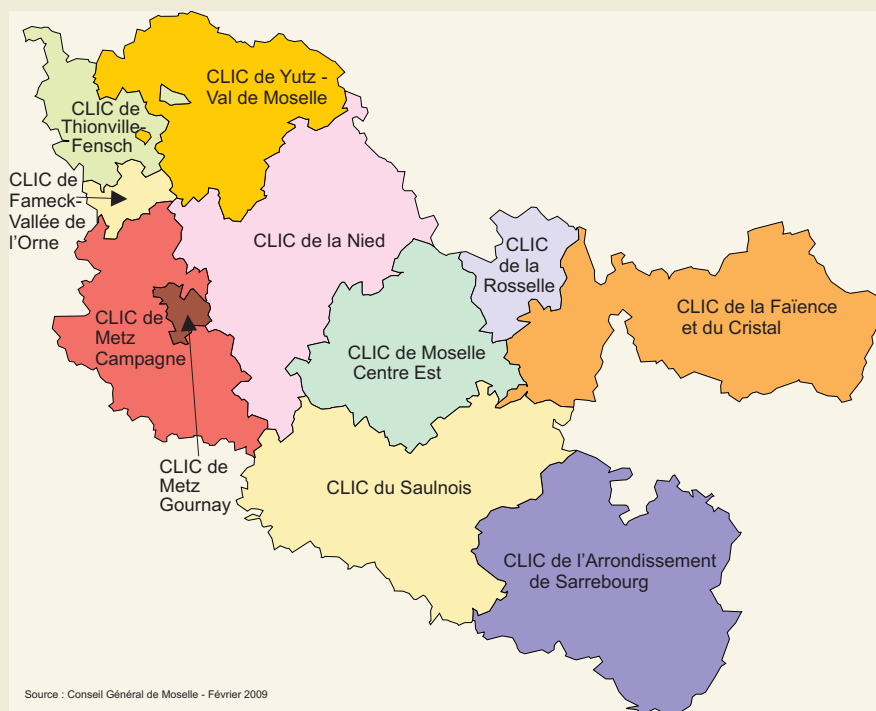 CLIC de Yutz -
Val de Moselle
CLIC de
Thionville-
Fensch
CLIC de
Fameck-
Vallée de
l'Orne
CLIC de la Nied
CLIC
de la
Rosselle
CLIC de la Faïence
et du Cristal
CLIC de
Metz
Campagne
CLIC de Moselle
Centre Est
CLIC de
Metz
Gournay
CLIC du Saulnois
CLIC de l'Arrondissement
de Sarrebourg
Source : Conseil Général de Moselle - Février 2009